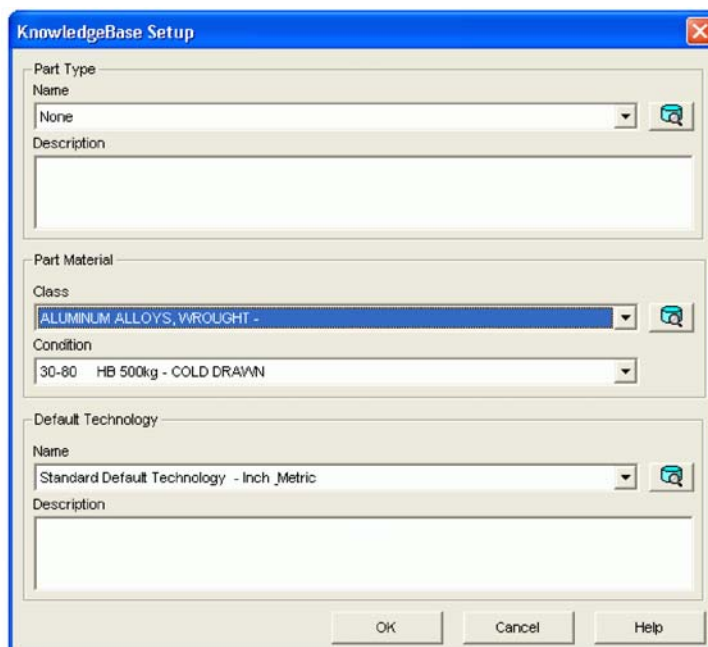 KnowledgeBase Setup
Part Type
Name
None
Description
Part Material
Class
ALUMINUM ALLOYS, WROUGHT -
Condition
30-80 HB 500kg - COLD DRAWN
Default Technology
Name
Standard Default Technology - Inch_Metric
Description
OK Cancel Help